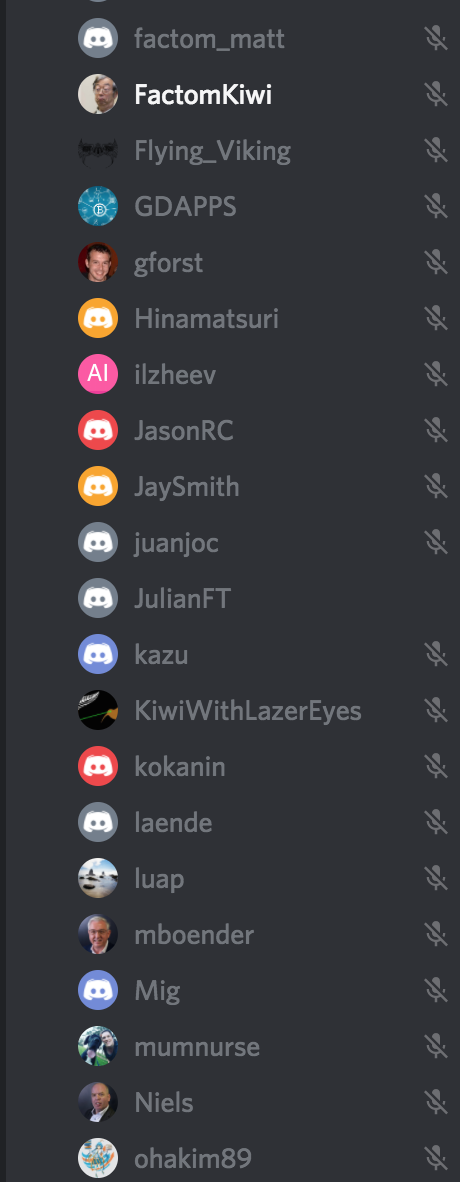 factom_matt
FactomKiwi
Flying_Viking
GDAPPS
gforst
Hinamatsuri
AI
ilzheev
JasonRC
JaySmith
juanjoc
JulianFT
kazu
KiwiWithLazerEyes
kokanin
laende
luap
mboender
Mig
mumnurse
Niels
ohakim89